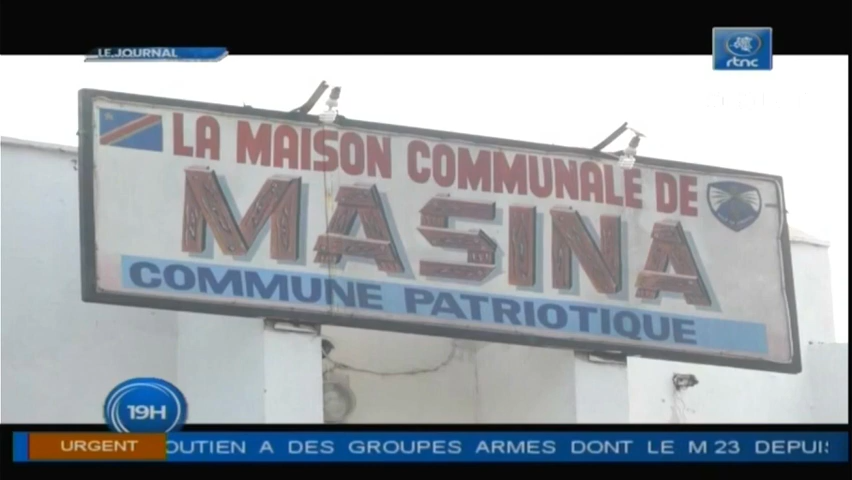 LE JOURNAL
rtnc
LA MAISON COMMUNALE DE
MASINA
COMMUNE PATRIOTIQUE
19H
URGENT
OUTIEN A DES GROUPES ARMES DONT LE M 23 DEPUIS